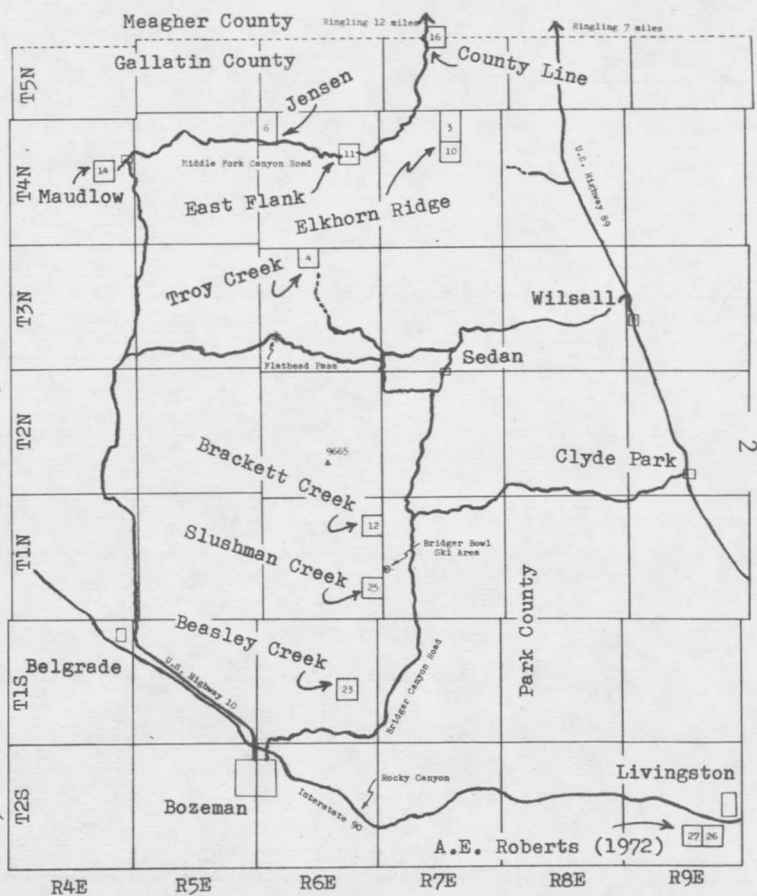 Meagher County
Ringling 12 miles
Ringling 7 miles
16
Gallatin County
County Line
T5N
Jensen
6
3
10
11
Middle Fork Canyon Road
14
Maudlow
East Flank
Elkhorn Ridge
T4N
U.S. Highway 89
4
Troy Creek
Wilsall
T3N
Sedan
Flathead Pass
T2N
9665
Brackett Creek
Clyde Park
2
12
Slushman Creek
Bridger Bowl
Ski Area
T1N
25
Park County
Beasley Creek
Belgrade
U.S. Highway 10
23
Bridger Canyon Road
T1S
Rocky Canyon
Livingston
Bozeman
Interstate 90
T2S
27 26
A.E. Roberts (1972)
R4E R5E R6E R7E R8E R9E